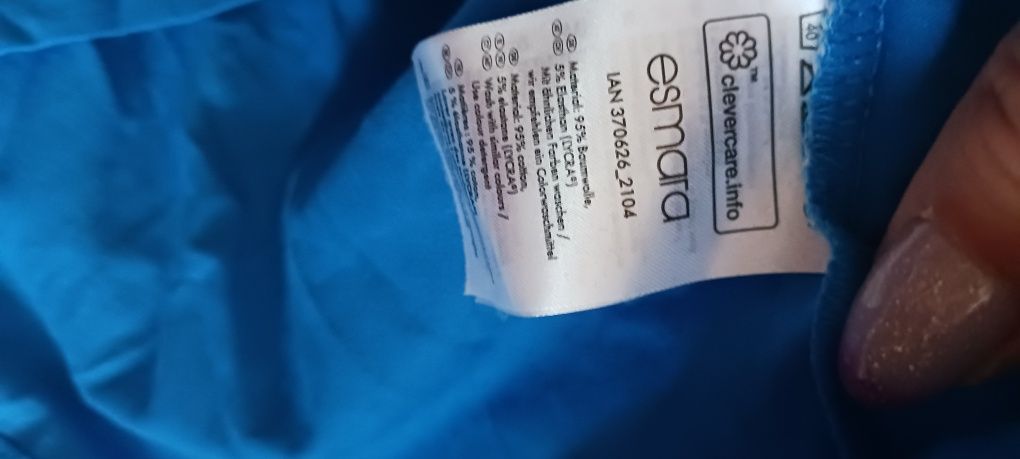 40
clevercare.info
esmara
IAN 370626_2104
Material: 95% Baumwolle,
5% Elasthan (LYCRA®)
Mit ähnlichen Farben waschen /
wir empfehlen ein Colorwaschmittel
Material: 95% cotton,
5% elastane (LYCRA®)
Wash with similar colours /
Use colour detergent